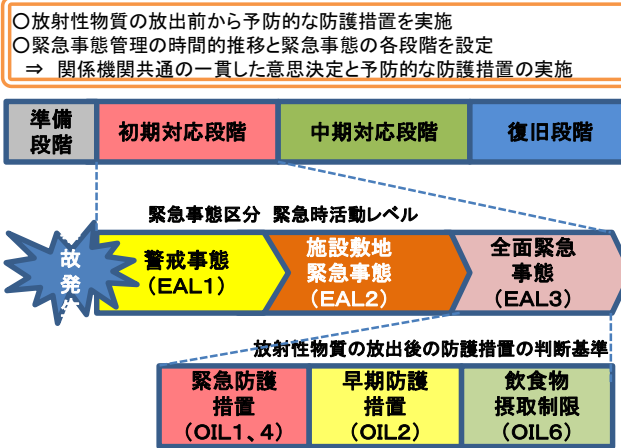 〇放射性物質の放出前から予防的な防護措置を実施
〇緊急事態管理の時間的推移と緊急事態の各段階を設定
⇒ 関係機関共通の一貫した意思決定と予防的な防護措置の実施
準備
段階
初期対応段階
中期対応段階
復旧段階
緊急事態区分 緊急時活動レベル
故
発
警戒事態
(EAL1)
施設敷地
緊急事態
(EAL2)
全面緊急
事態
(EAL3)
放射性物質の放出後の防護措置の判断基準
緊急防護
措置
(OIL1、4)
早期防護
措置
(OIL2)
飲食物
摂取制限
(OIL6)